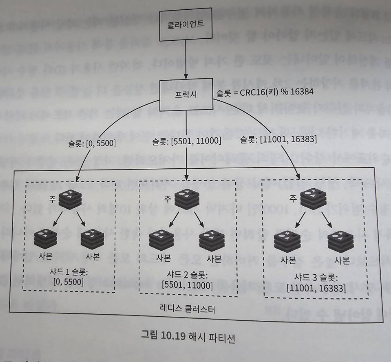 클라이언트
프락시
슬롯 = CRC16(키) % 16384
슬롯: [0, 5500]
슬롯: [5501, 11000]
슬롯: [11001, 16383]
주
주
주
사본
사본
사본
사본
사본
사본
샤드 1 슬롯:
[0, 5500]
샤드 2 슬롯:
[5501, 11000]
샤드 3 슬롯:
[11001, 16383]
레디스 클러스터
그림 10.19 해시 파티션